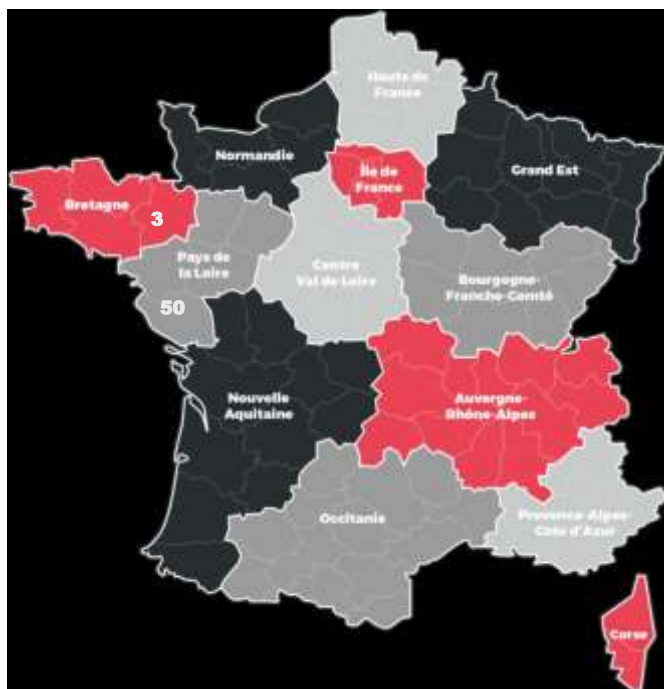 Hauts de
France
Normandie
Île de
France
Grand Est
Bretagne
3
Pays de
la Loire
Centre
Val de Loire
Bourgogne-
Franche-Comté
50
Nouvelle
Aquitaine
Auvergne-
Rhône-Alpes
Occitanie
Provence-Alpes-
Côte d'Azur
Corse